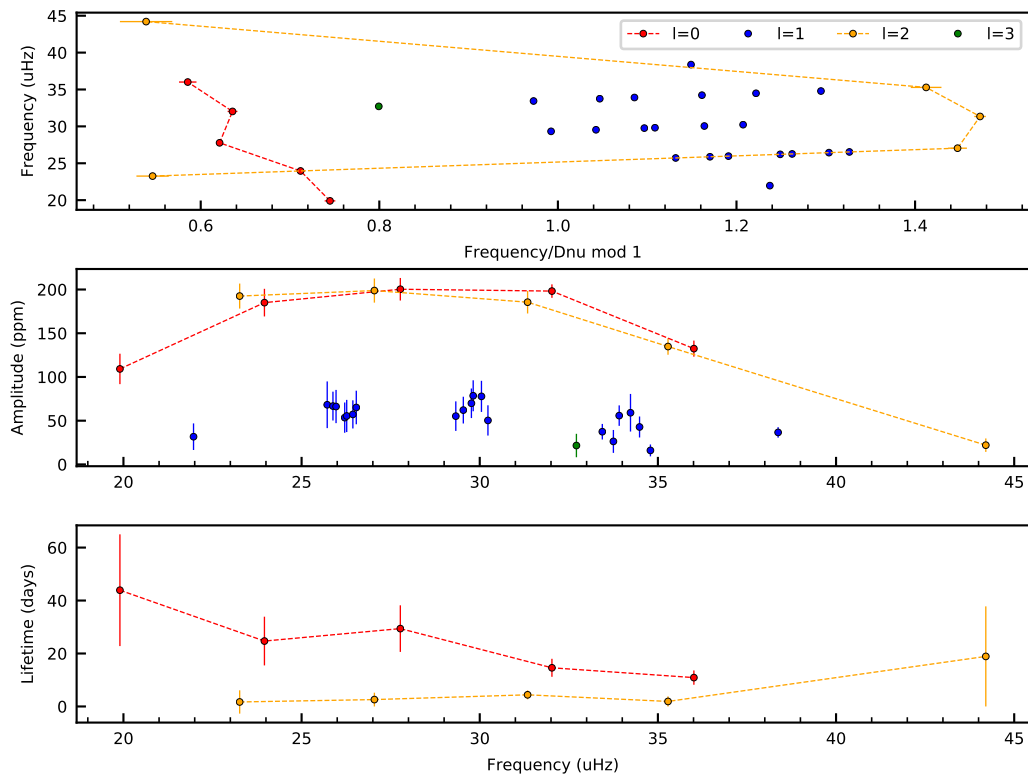 45
40
35
30
25
20
Frequency (uHz)
l=0 l=1 l=2 l=3
0.6 0.8 1.0 1.2 1.4
Frequency/Dnu mod 1
200
150
100
50
0
Amplitude (ppm)
20 25 30 35 40 45
60
40
20
0
Lifetime (days)
20 25 30 35 40 45
Frequency (uHz)